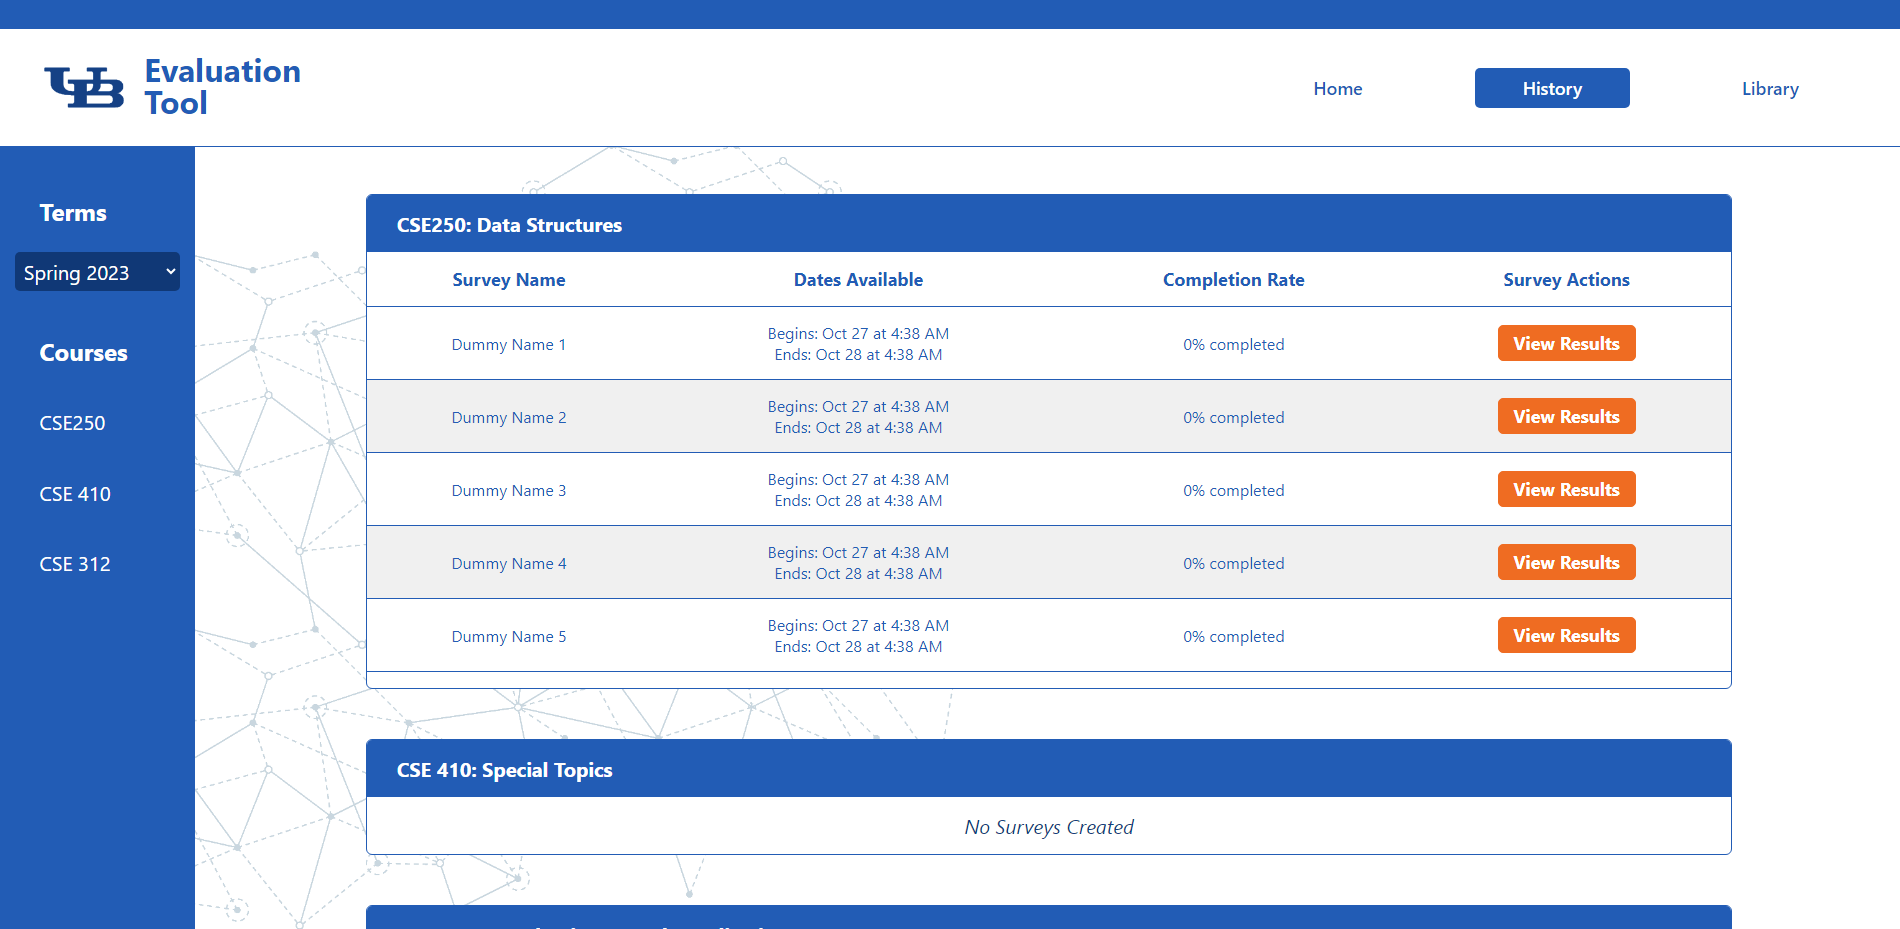 UB
Evaluation
Tool
Home
History
Library
Terms
Spring 2023
Courses
CSE250
CSE 410
CSE 312
CSE250: Data Structures
Survey Name
Dates Available
Completion Rate
Survey Actions
Dummy Name 1
Begins: Oct 27 at 4:38 AM
Ends: Oct 28 at 4:38 AM
0% completed
View Results
Dummy Name 2
Begins: Oct 27 at 4:38 AM
Ends: Oct 28 at 4:38 AM
0% completed
View Results
Dummy Name 3
Begins: Oct 27 at 4:38 AM
Ends: Oct 28 at 4:38 AM
0% completed
View Results
Dummy Name 4
Begins: Oct 27 at 4:38 AM
Ends: Oct 28 at 4:38 AM
0% completed
View Results
Dummy Name 5
Begins: Oct 27 at 4:38 AM
Ends: Oct 28 at 4:38 AM
0% completed
View Results
CSE 410: Special Topics
No Surveys Created